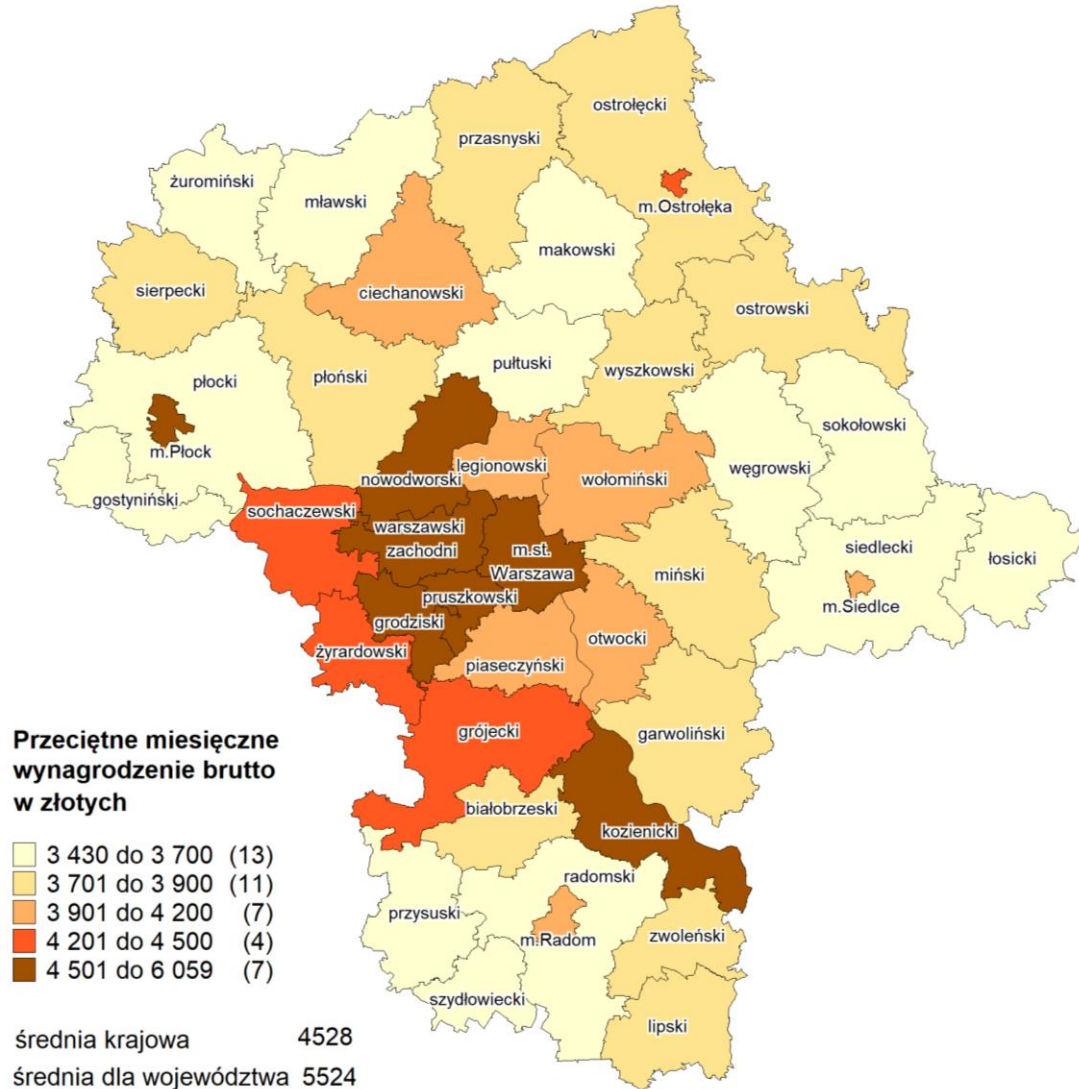 ostrołęcki
przasnyski
żuromiński
mławski
m.Ostrołęka
makowski
sierpecki
ciechanowski
ostrowski
płocki
płoński
pułtuski
wyszkowski
sokołowski
m.Płock
nowodworski
legionowski
wołomiński
węgrowski
gostyniński
sochaczewski
warszawski
zachodni
m.st.
Warszawa
siedlecki
łosicki
miński
m.Siedlce
pruszkowski
grodziski
żyrardowski
piaseczyński
otwocki
grójecki
garwoliński
białobrzeski
kozienicki
radomski
przysuski
m.Radom
zwoleński
szydłowiecki
lipski
Przeciętne miesięczne
wynagrodzenie brutto
w złotych
3 430 do 3 700 (13)
3 701 do 3 900 (11)
3 901 do 4 200 (7)
4 201 do 4 500 (4)
4 501 do 6 059 (7)
średnia krajowa 4528
średnia dla województwa 5524